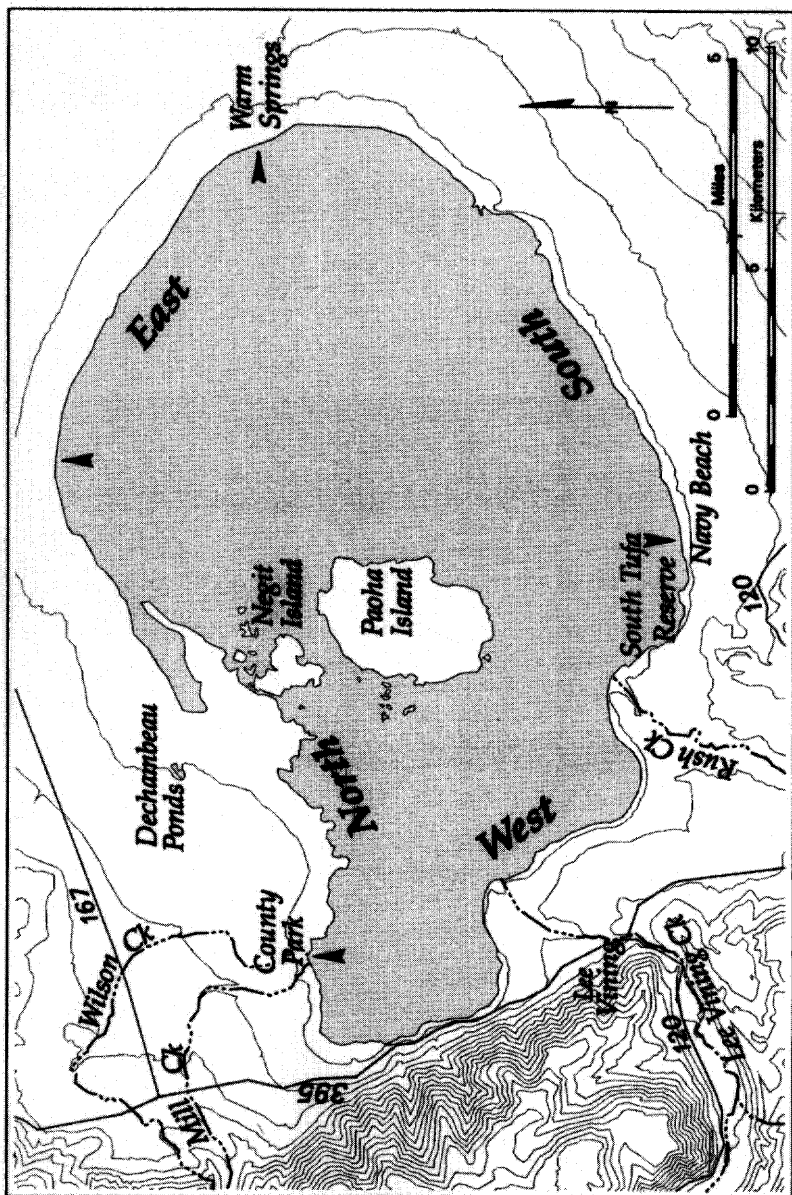 167
Wilson Ck
Mill Ck
395
County
Park
Dechambeau
Ponds
North
Negit
Island
Paoha
Island
East
Warm
Springs
West
South
Lee
Vining
120
Lee Vining Ck
Rush Ck
South Tufa
Reserve
Navy Beach
120
N
Miles
0
5
Kilometers
0
5
10